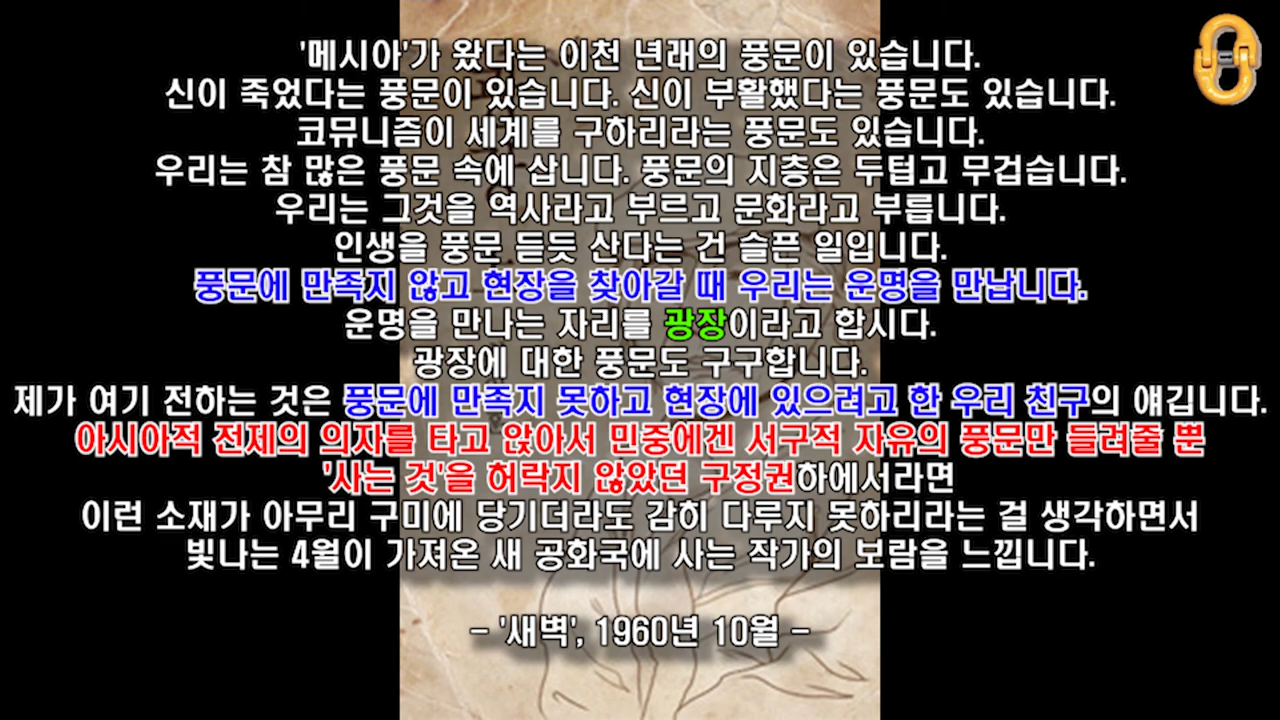 '메시아'가 왔다는 이천 년래의 풍문이 있습니다.
신이 죽었다는 풍문이 있습니다. 신이 부활했다는 풍문도 있습니다.
코뮤니즘이 세계를 구하리라는 풍문도 있습니다.
우리는 참 많은 풍문 속에 삽니다. 풍문의 지층은 두텁고 무겁습니다.
우리는 그것을 역사라고 부르고 문화라고 부릅니다.
인생을 풍문 듣듯 산다는 건 슬픈 일입니다.
풍문에 만족지 않고 현장을 찾아갈 때 우리는 운명을 만납니다.
운명을 만나는 자리를 광장이라고 합시다.
광장에 대한 풍문도 구구합니다.
제가 여기 전하는 것은 풍문에 만족지 못하고 현장에 있으려고 한 우리 친구의 얘깁니다.
아시아적 전제의 의자를 타고 앉아서 민중에겐 서구적 자유의 풍문만 들려줄 뿐
'사는 것'을 허락지 않았던 구정권하에서라면
이런 소재가 아무리 구미에 당기더라도 감히 다루지 못하리라는 걸 생각하면서
빛나는 4월이 가져온 새 공화국에 사는 작가의 보람을 느낍니다.
– '새벽', 1960년 10월 –